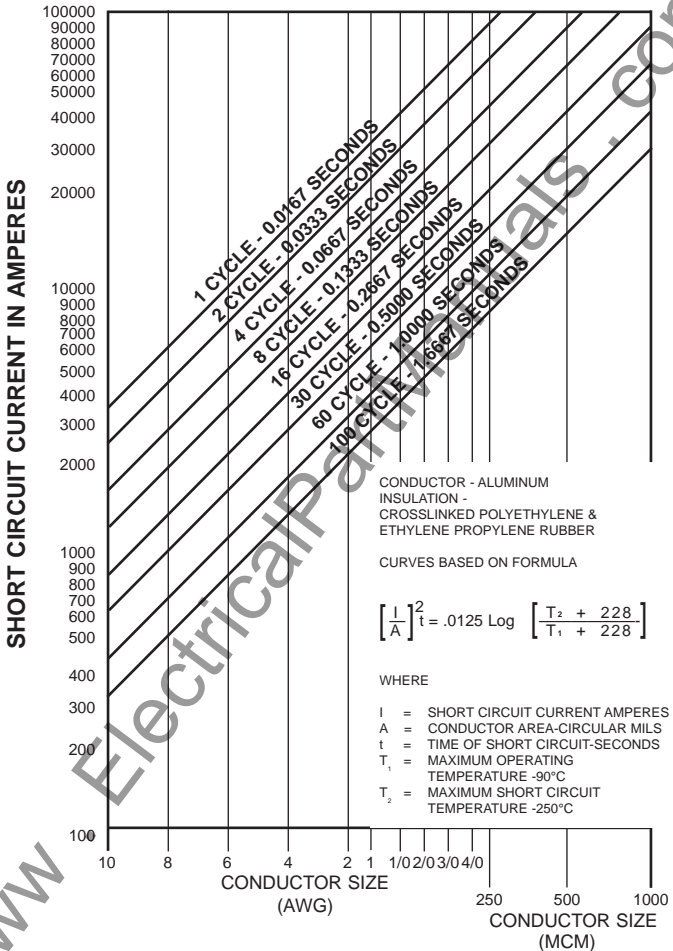 SHORT CIRCUIT CURRENT IN AMPERES
100000
90000
80000
70000
60000
50000
40000
30000
20000
10000
9000
8000
7000
6000
5000
4000
3000
2000
1000
900
800
700
600
500
400
300
200
100
1 CYCLE - 0.0167 SECONDS
2 CYCLE - 0.0333 SECONDS
4 CYCLE - 0.0667 SECONDS
8 CYCLE - 0.1333 SECONDS
16 CYCLE - 0.2667 SECONDS
30 CYCLE - 0.5000 SECONDS
60 CYCLE - 1.0000 SECONDS
100 CYCLE - 1.6667 SECONDS
CONDUCTOR - ALUMINUM
INSULATION -
CROSSLINKED POLYETHYLENE &
ETHYLENE PROPYLENE RUBBER
CURVES BASED ON FORMULA
[I/A]²t = .0125 Log [T₂ + 228 / T₁ + 228]
WHERE
I = SHORT CIRCUIT CURRENT AMPERES
A = CONDUCTOR AREA-CIRCULAR MILS
t = TIME OF SHORT CIRCUIT-SECONDS
T₁ = MAXIMUM OPERATING
TEMPERATURE -90°C
T₂ = MAXIMUM SHORT CIRCUIT
TEMPERATURE -250°C
10 8 6 4 2 1 1/0 2/0 3/0 4/0
250 500 1000
CONDUCTOR SIZE
(AWG)
CONDUCTOR SIZE
(MCM)
www . ElectricalPartManuals . com